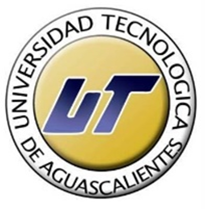 UNIVERSIDAD TECNOLOGICA
UT
DE AGUASCALIENTES